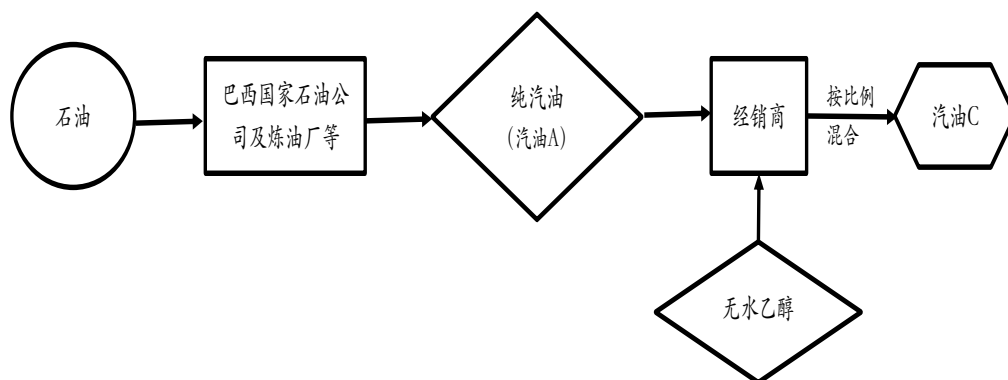 石油
巴西国家石油公
司及炼油厂等
纯汽油
(汽油A)
经销商
按比例
混合
汽油C
无水乙醇